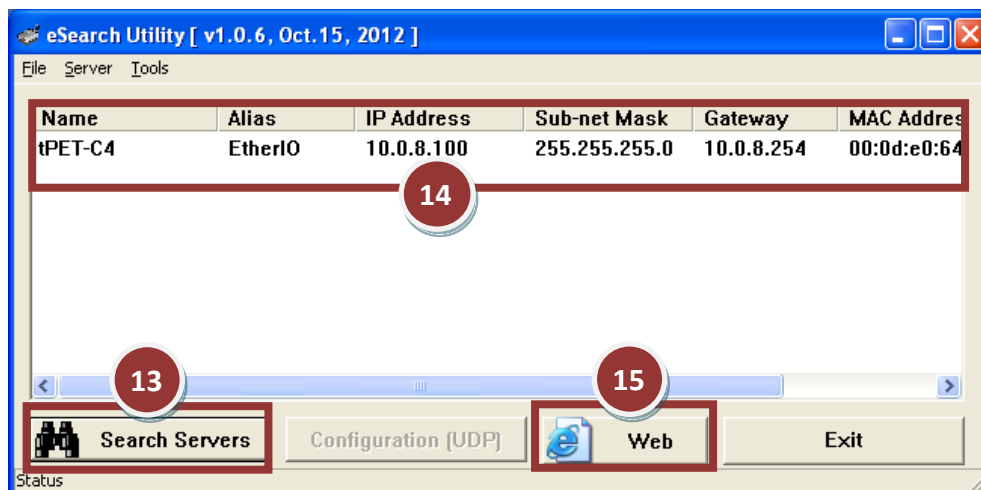 eSearch Utility [ v1.0.6, Oct.15, 2012 ]
File Server Tools
Name Alias IP Address Sub-net Mask Gateway MAC Addres
tPET-C4 EtherIO 10.0.8.100 255.255.255.0 10.0.8.254 00:0d:e0:64
14
13 15
Search Servers Configuration (UDP) Web Exit
Status